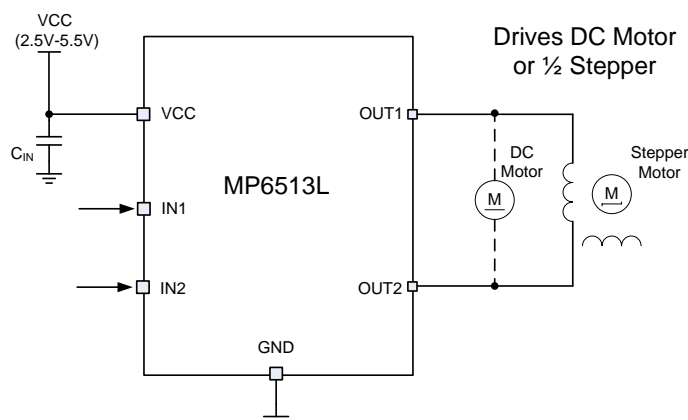 VCC
(2.5V-5.5V)
Drives DC Motor
or ½ Stepper
VCC
OUT1
CIN
DC
Motor
Stepper
Motor
MP6513L
M
M
IN1
IN2
OUT2
GND